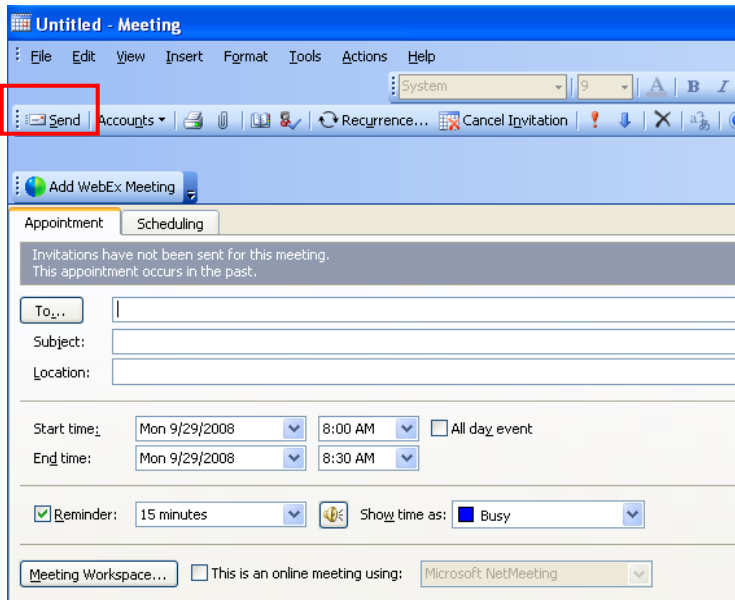 Untitled - Meeting
File Edit View Insert Format Tools Actions Help
System 9 A B I
Send Accounts Recurrence... Cancel Invitation
Add WebEx Meeting
Appointment Scheduling
Invitations have not been sent for this meeting.
This appointment occurs in the past.
To...
Subject:
Location:
Start time: Mon 9/29/2008 8:00 AM All day event
End time: Mon 9/29/2008 8:30 AM
Reminder: 15 minutes Show time as: Busy
Meeting Workspace... This is an online meeting using: Microsoft NetMeeting